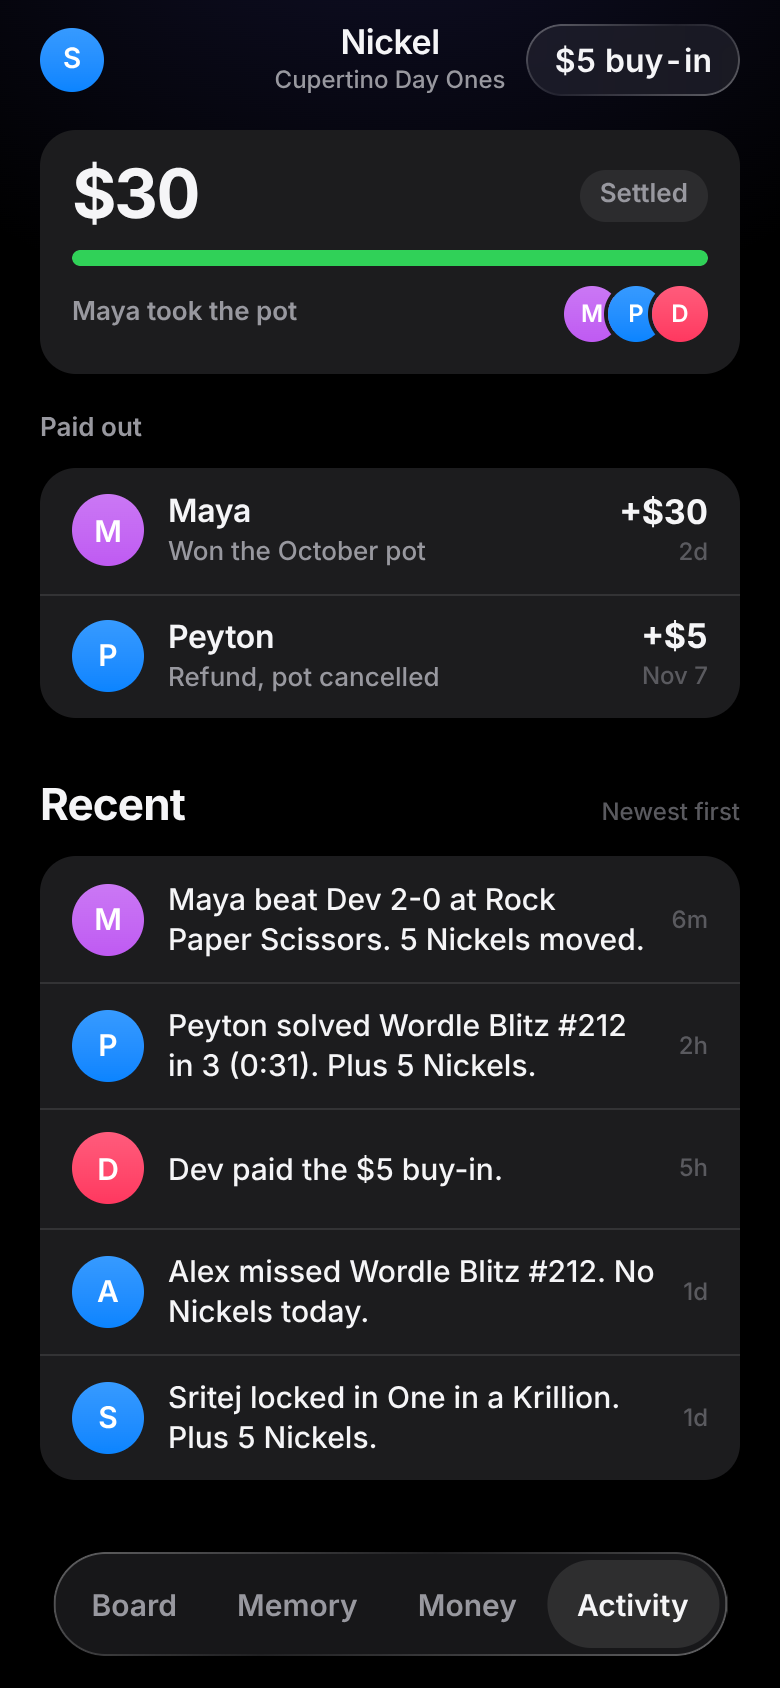 S
Nickel
Cupertino Day Ones
$5 buy-in
$30
Settled
Maya took the pot
M P D
Paid out
M
Maya
Won the October pot
+$30
2d
P
Peyton
Refund, pot cancelled
+$5
Nov 7
Recent
Newest first
M
Maya beat Dev 2-0 at Rock
Paper Scissors. 5 Nickels moved.
6m
P
Peyton solved Wordle Blitz #212
in 3 (0:31). Plus 5 Nickels.
2h
D
Dev paid the $5 buy-in.
5h
A
Alex missed Wordle Blitz #212. No
Nickels today.
1d
S
Sritej locked in One in a Krillion.
Plus 5 Nickels.
1d
Board Memory Money Activity